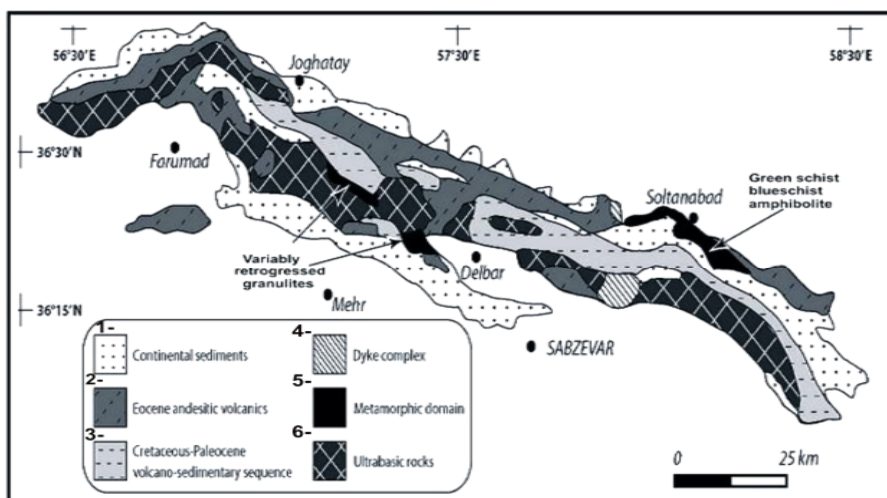 56°30'E
57°30'E
58°30'E
Joghatay
36°30'N
Farumad
Green schist
blueschist
amphibolite
Soltanabad
Variably
retrogressed
granulites
Delbar
Mehr
36°15'N
SABZEVAR
1-
Continental sediments
2-
Eocene andesitic volcanics
3-
Cretaceous-Paleocene
volcano-sedimentary sequence
4-
Dyke complex
5-
Metamorphic domain
6-
Ultrabasic rocks
0
25 km